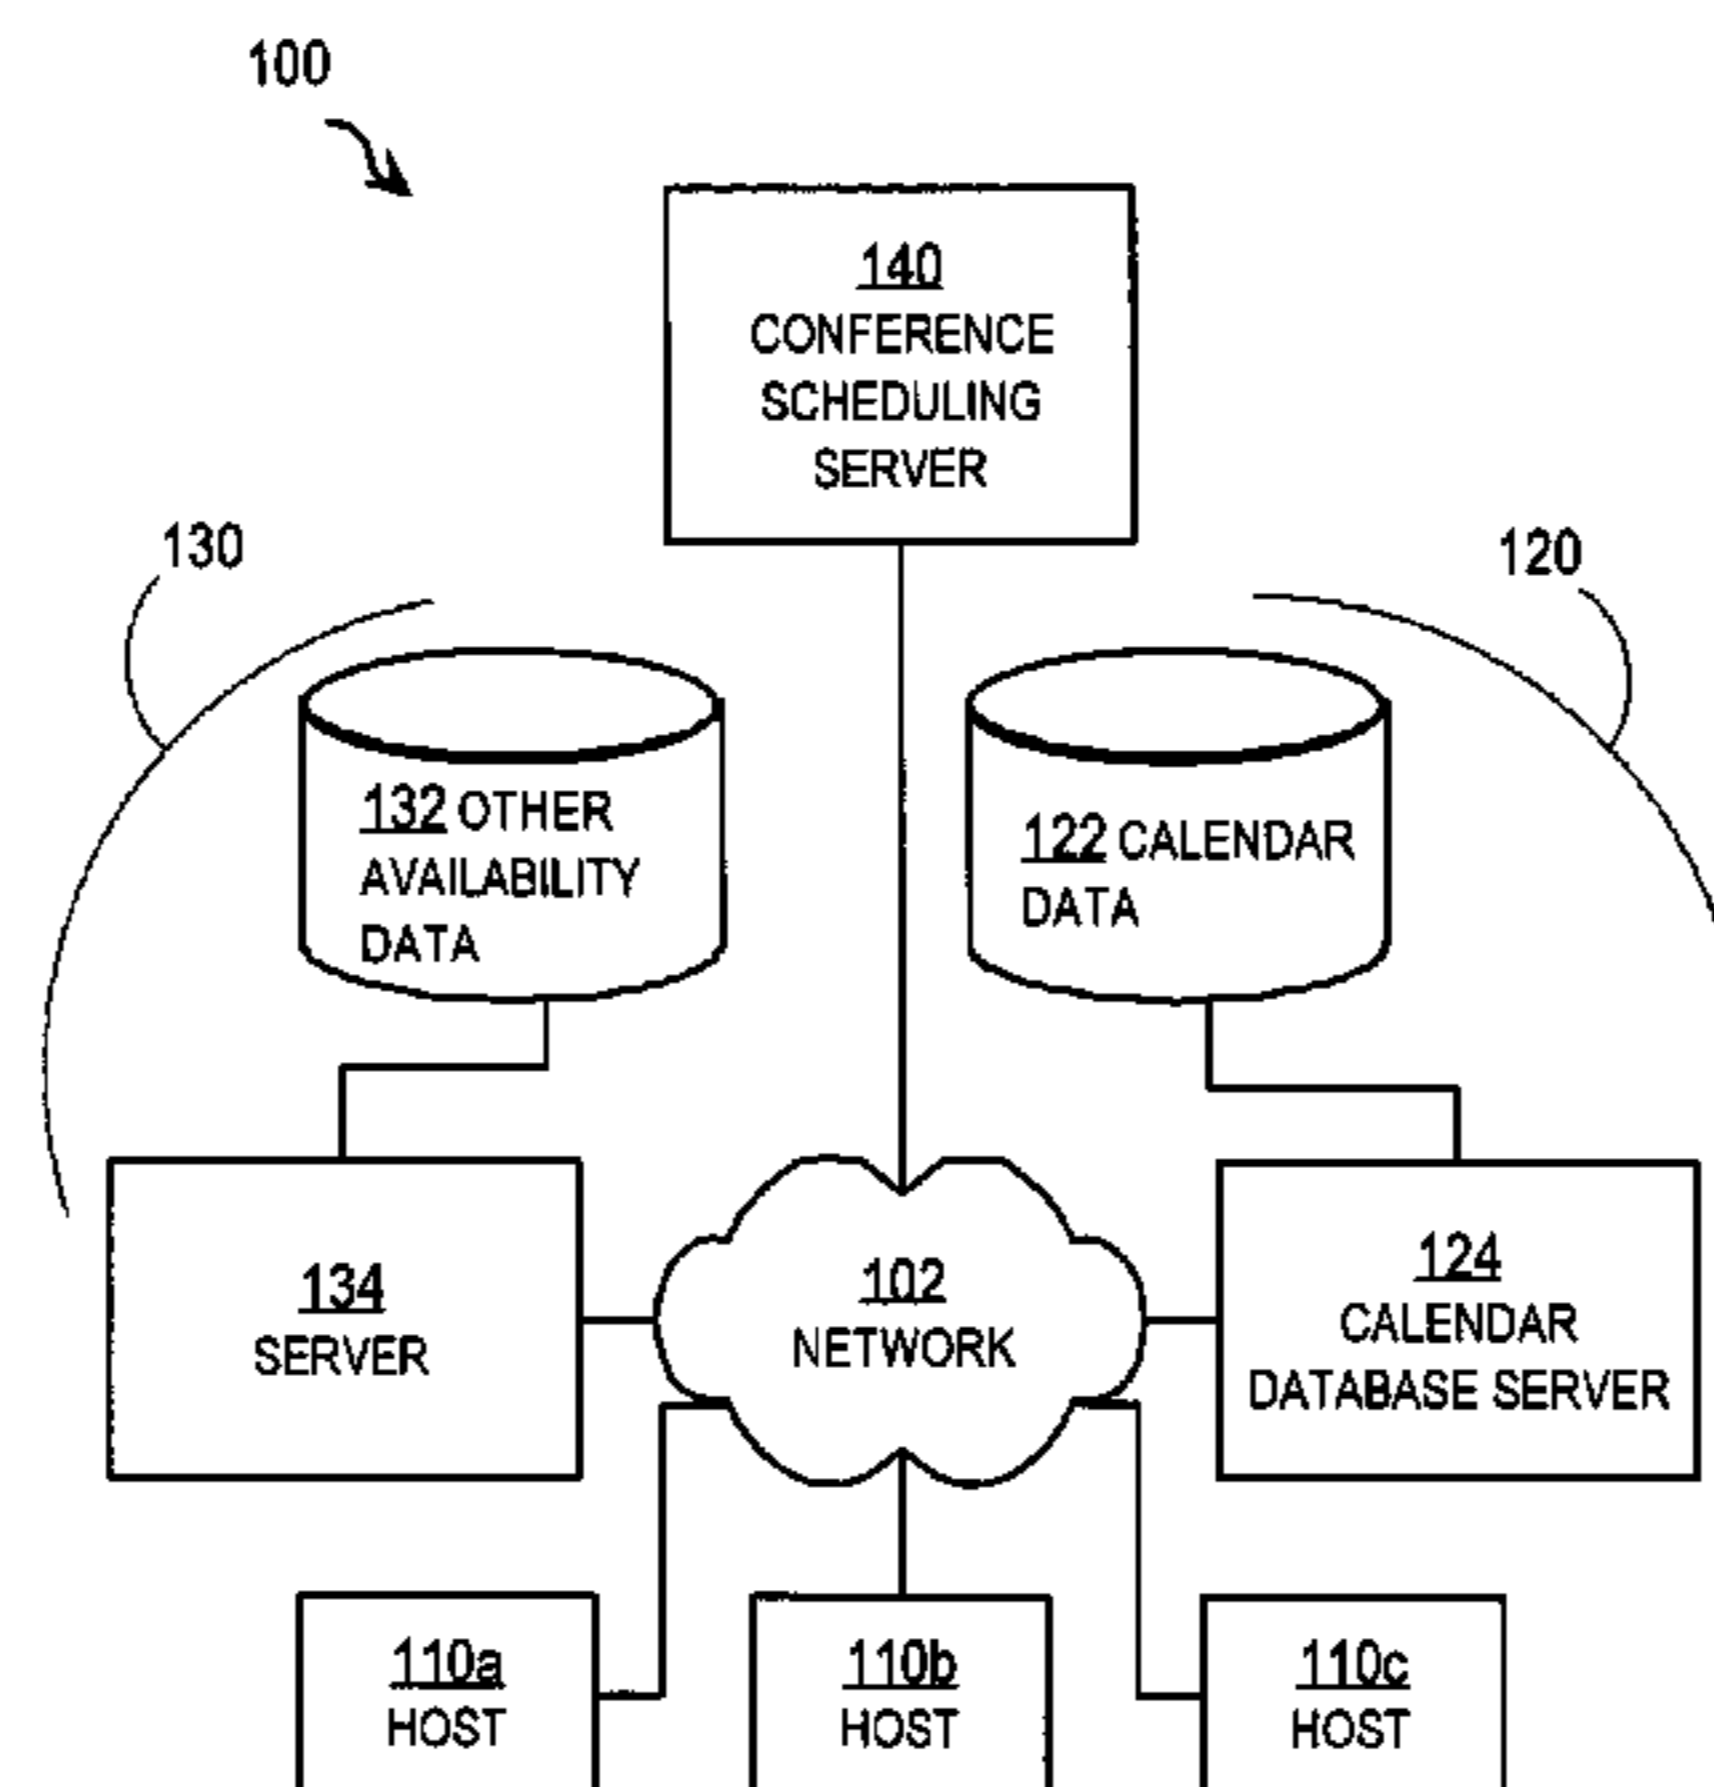 100
140
CONFERENCE
SCHEDULING
SERVER
130
120
132 OTHER
AVAILABILITY
DATA
122 CALENDAR
DATA
134
SERVER
102
NETWORK
124
CALENDAR
DATABASE SERVER
110a
HOST
110b
HOST
110c
HOST